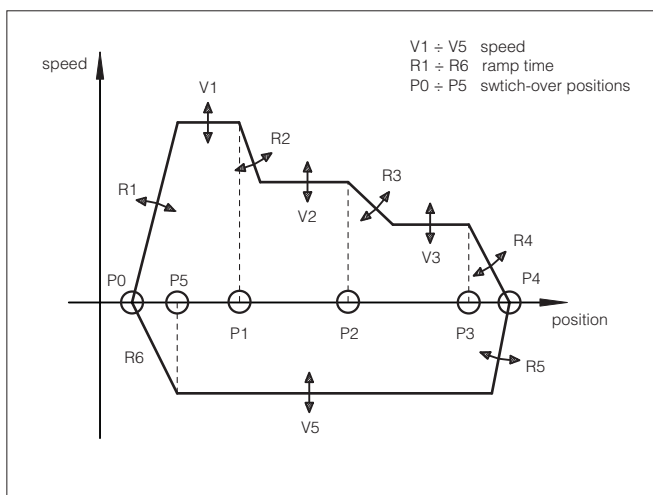 V1 ÷ V5 speed
R1 ÷ R6 ramp time
P0 ÷ P5 swtich-over positions
speed
V1
R2
R1
V2
R3
V3
R4
P0
P5
P4
P1
P2
P3
position
R6
R5
V5